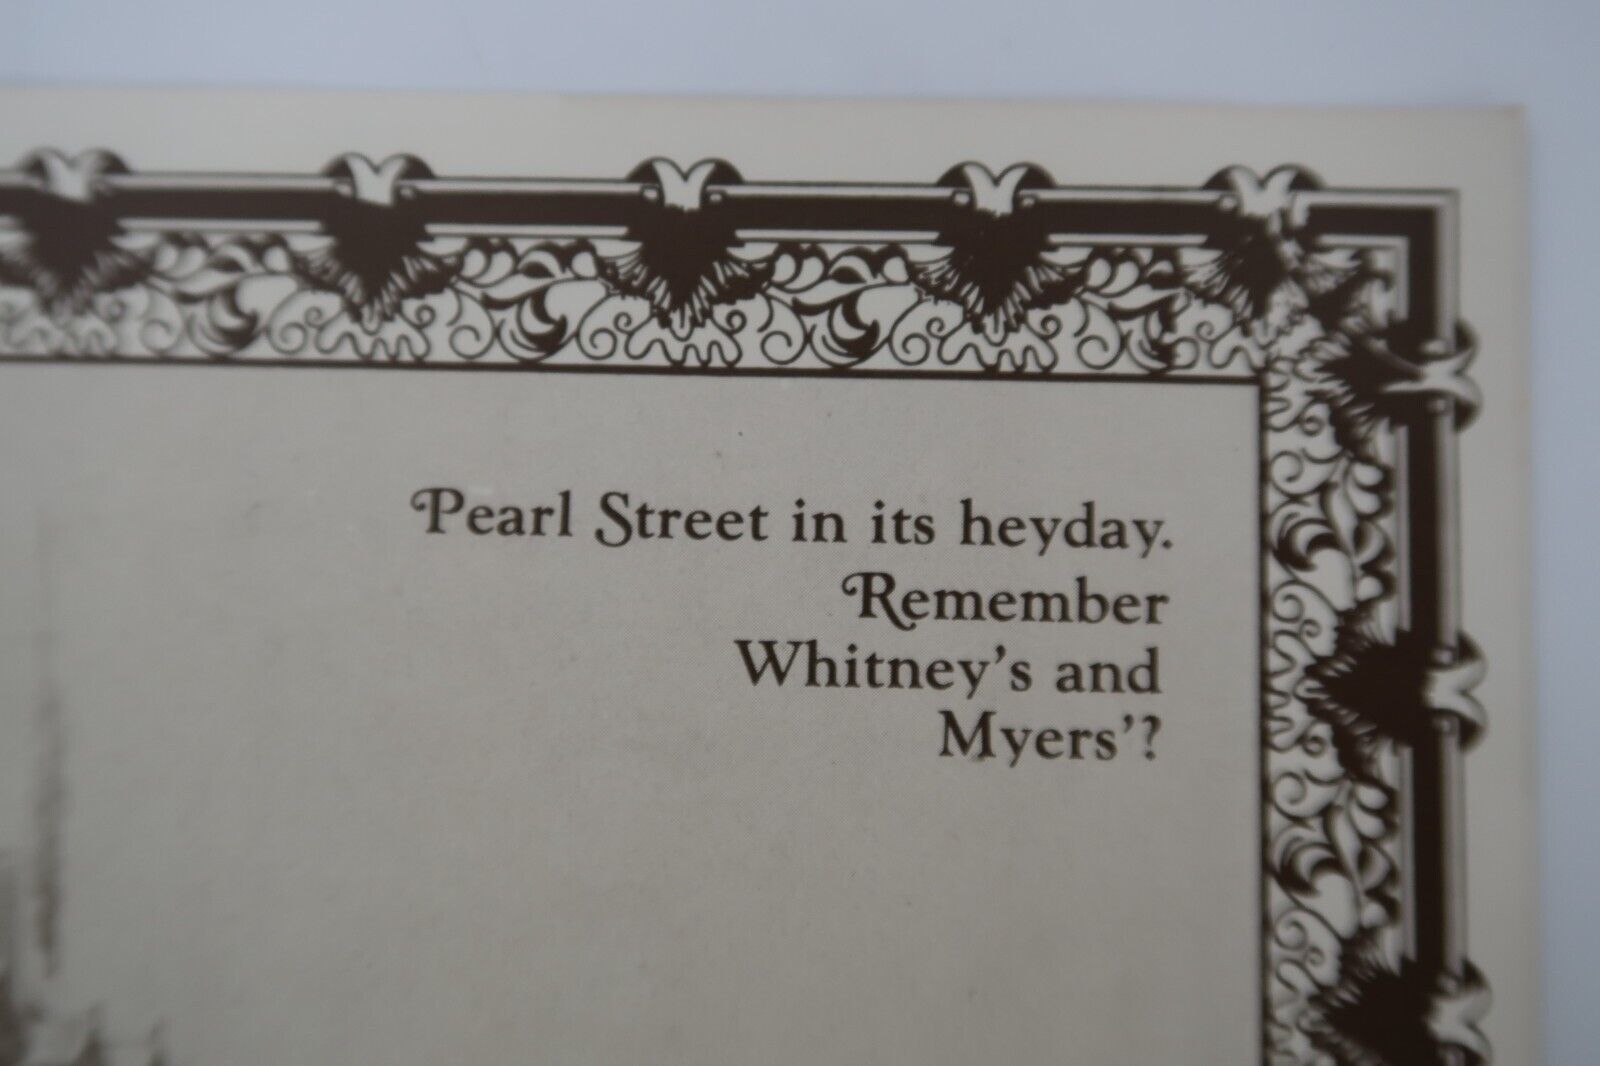 Pearl Street in its heyday.
Remember
Whitney's and
Myers'?